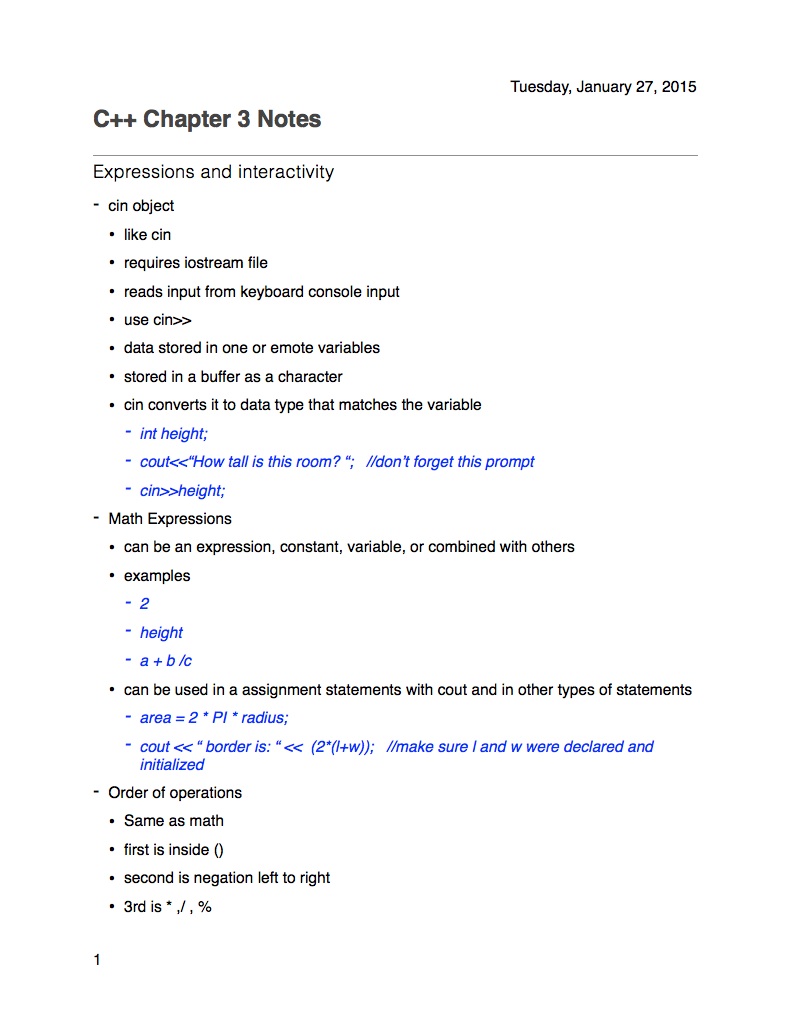 Tuesday, January 27, 2015
C++ Chapter 3 Notes
Expressions and interactivity
- cin object
• like cin
• requires iostream file
• reads input from keyboard console input
• use cin>>
• data stored in one or emote variables
• stored in a buffer as a character
• cin converts it to data type that matches the variable
- int height;
- cout<<“How tall is this room? “; //don’t forget this prompt
- cin>>height;
- Math Expressions
• can be an expression, constant, variable, or combined with others
• examples
- 2
- height
- a + b /c
• can be used in a assignment statements with cout and in other types of statements
- area = 2 * PI * radius;
- cout << “ border is: “ << (2*(l+w)); //make sure l and w were declared and
initialized
- Order of operations
• Same as math
• first is inside ()
• second is negation left to right
• 3rd is * ,/ , %
1